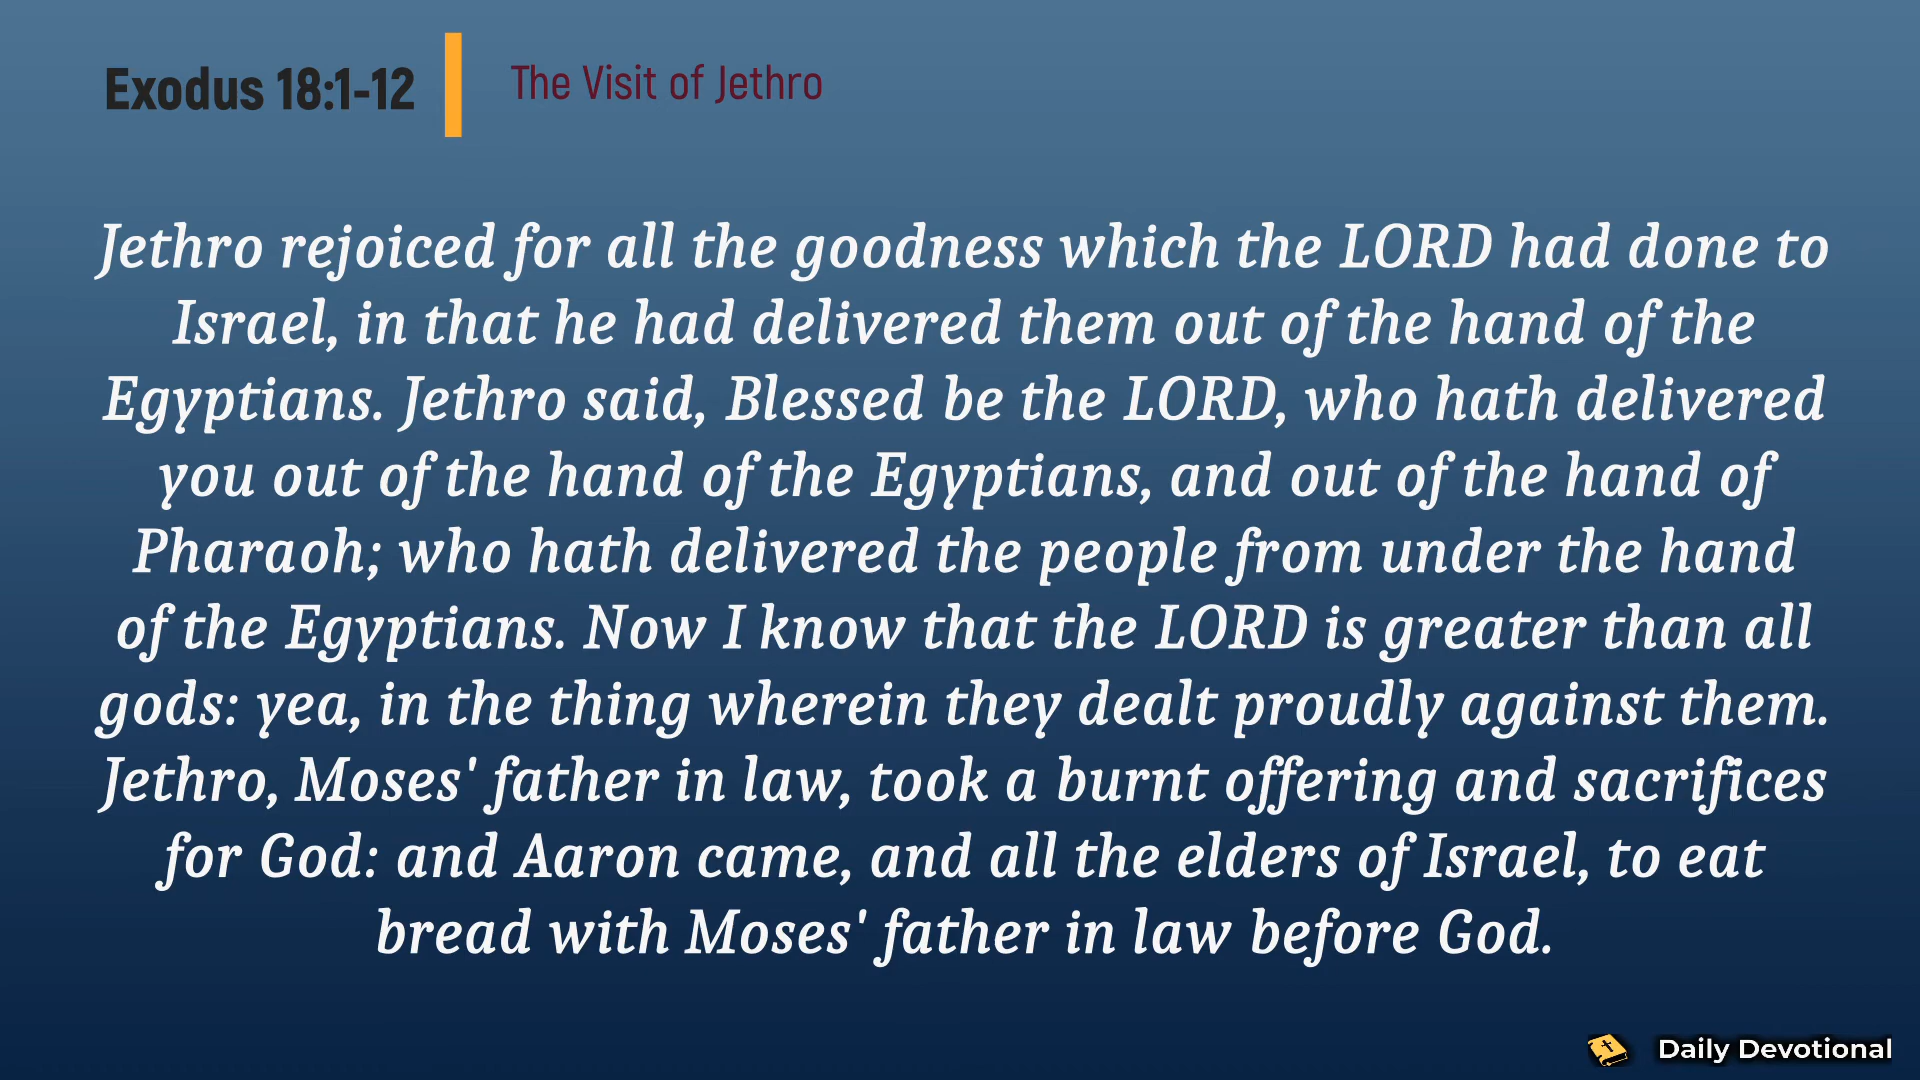 Exodus 18:1-12
The Visit of Jethro
Jethro rejoiced for all the goodness which the LORD had done to
Israel, in that he had delivered them out of the hand of the
Egyptians. Jethro said, Blessed be the LORD, who hath delivered
you out of the hand of the Egyptians, and out of the hand of
Pharaoh; who hath delivered the people from under the hand
of the Egyptians. Now I know that the LORD is greater than all
gods: yea, in the thing wherein they dealt proudly against them.
Jethro, Moses' father in law, took a burnt offering and sacrifices
for God: and Aaron came, and all the elders of Israel, to eat
bread with Moses' father in law before God.
Daily Devotional